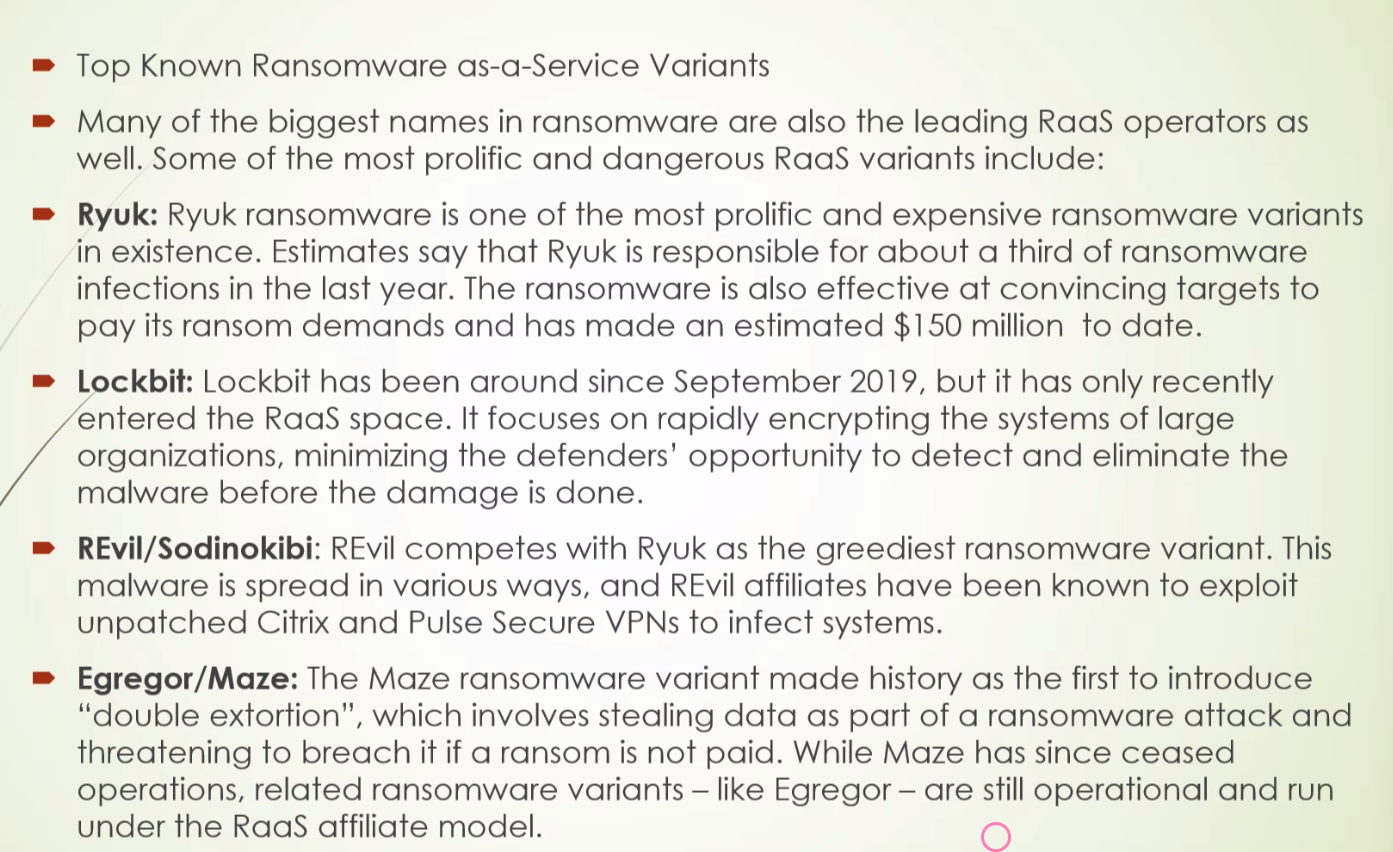 Top Known Ransomware as-a-Service Variants
Many of the biggest names in ransomware are also the leading RaaS operators as
well. Some of the most prolific and dangerous RaaS variants include:
Ryuk: Ryuk ransomware is one of the most prolific and expensive ransomware variants
in existence. Estimates say that Ryuk is responsible for about a third of ransomware
infections in the last year. The ransomware is also effective at convincing targets to
pay its ransom demands and has made an estimated $150 million  to date.
Lockbit: Lockbit has been around since September 2019, but it has only recently
entered the RaaS space. It focuses on rapidly encrypting the systems of large
organizations, minimizing the defenders’ opportunity to detect and eliminate the
malware before the damage is done.
REvil/Sodinokibi: REvil competes with Ryuk as the greediest ransomware variant. This
malware is spread in various ways, and REvil affiliates have been known to exploit
unpatched Citrix and Pulse Secure VPNs to infect systems.
Egregor/Maze: The Maze ransomware variant made history as the first to introduce
“double extortion”, which involves stealing data as part of a ransomware attack and
threatening to breach it if a ransom is not paid. While Maze has since ceased
operations, related ransomware variants – like Egregor – are still operational and run
under the RaaS affiliate model.